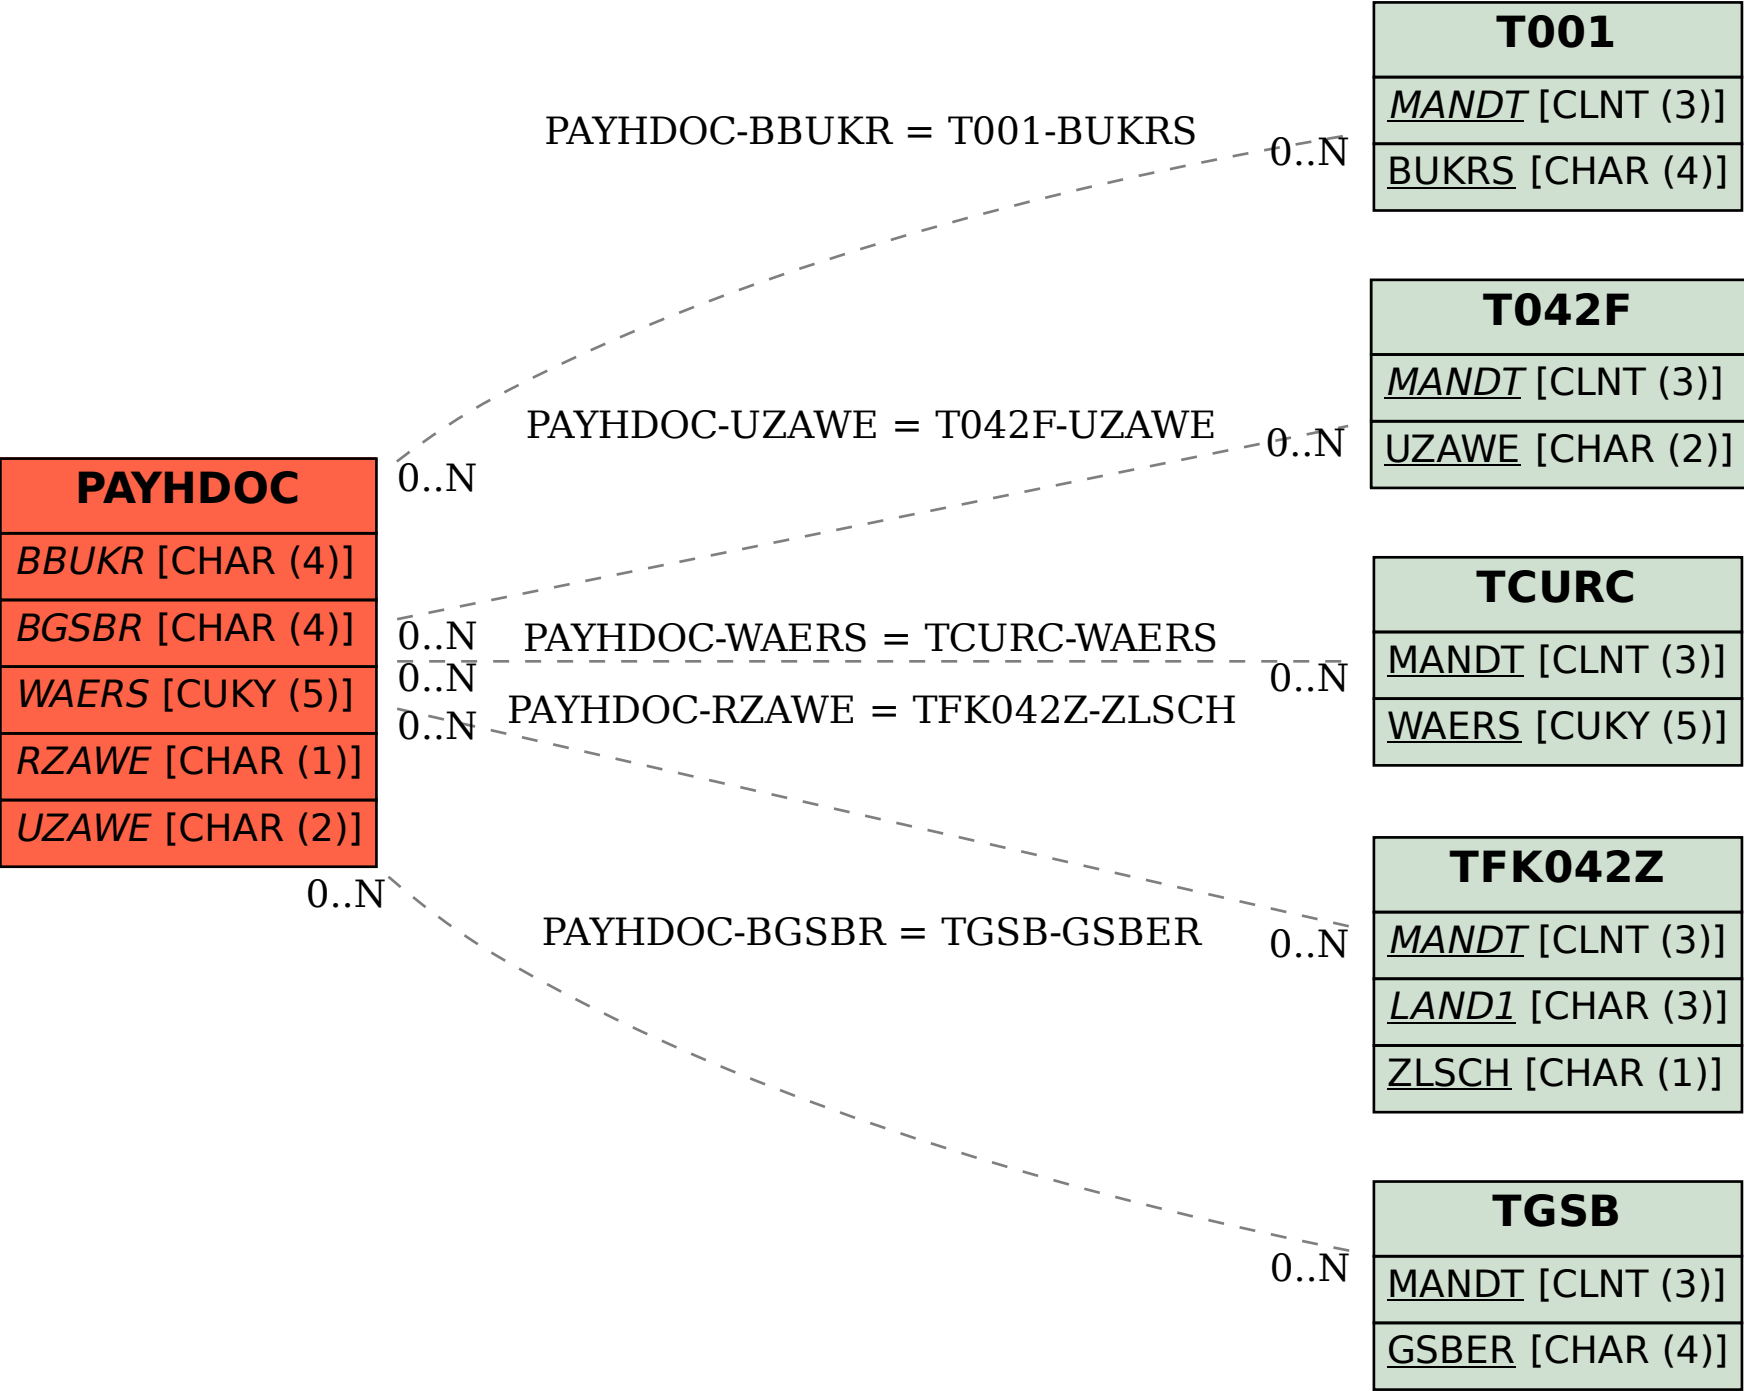 T001
MANDT [CLNT (3)]
BUKRS [CHAR (4)]
PAYHDOC-BBUKR = T001-BUKRS
0..N
0..N
T042F
MANDT [CLNT (3)]
UZAWE [CHAR (2)]
PAYHDOC-UZAWE = T042F-UZAWE
0..N
0..N
PAYHDOC
BBUKR [CHAR (4)]
BGSBR [CHAR (4)]
WAERS [CUKY (5)]
RZAWE [CHAR (1)]
UZAWE [CHAR (2)]
PAYHDOC-WAERS = TCURC-WAERS
0..N
0..N
TCURC
MANDT [CLNT (3)]
WAERS [CUKY (5)]
PAYHDOC-RZAWE = TFK042Z-ZLSCH
0..N
0..N
TFK042Z
MANDT [CLNT (3)]
LAND1 [CHAR (3)]
ZLSCH [CHAR (1)]
PAYHDOC-BGSBR = TGSB-GSBER
0..N
0..N
TGSB
MANDT [CLNT (3)]
GSBER [CHAR (4)]